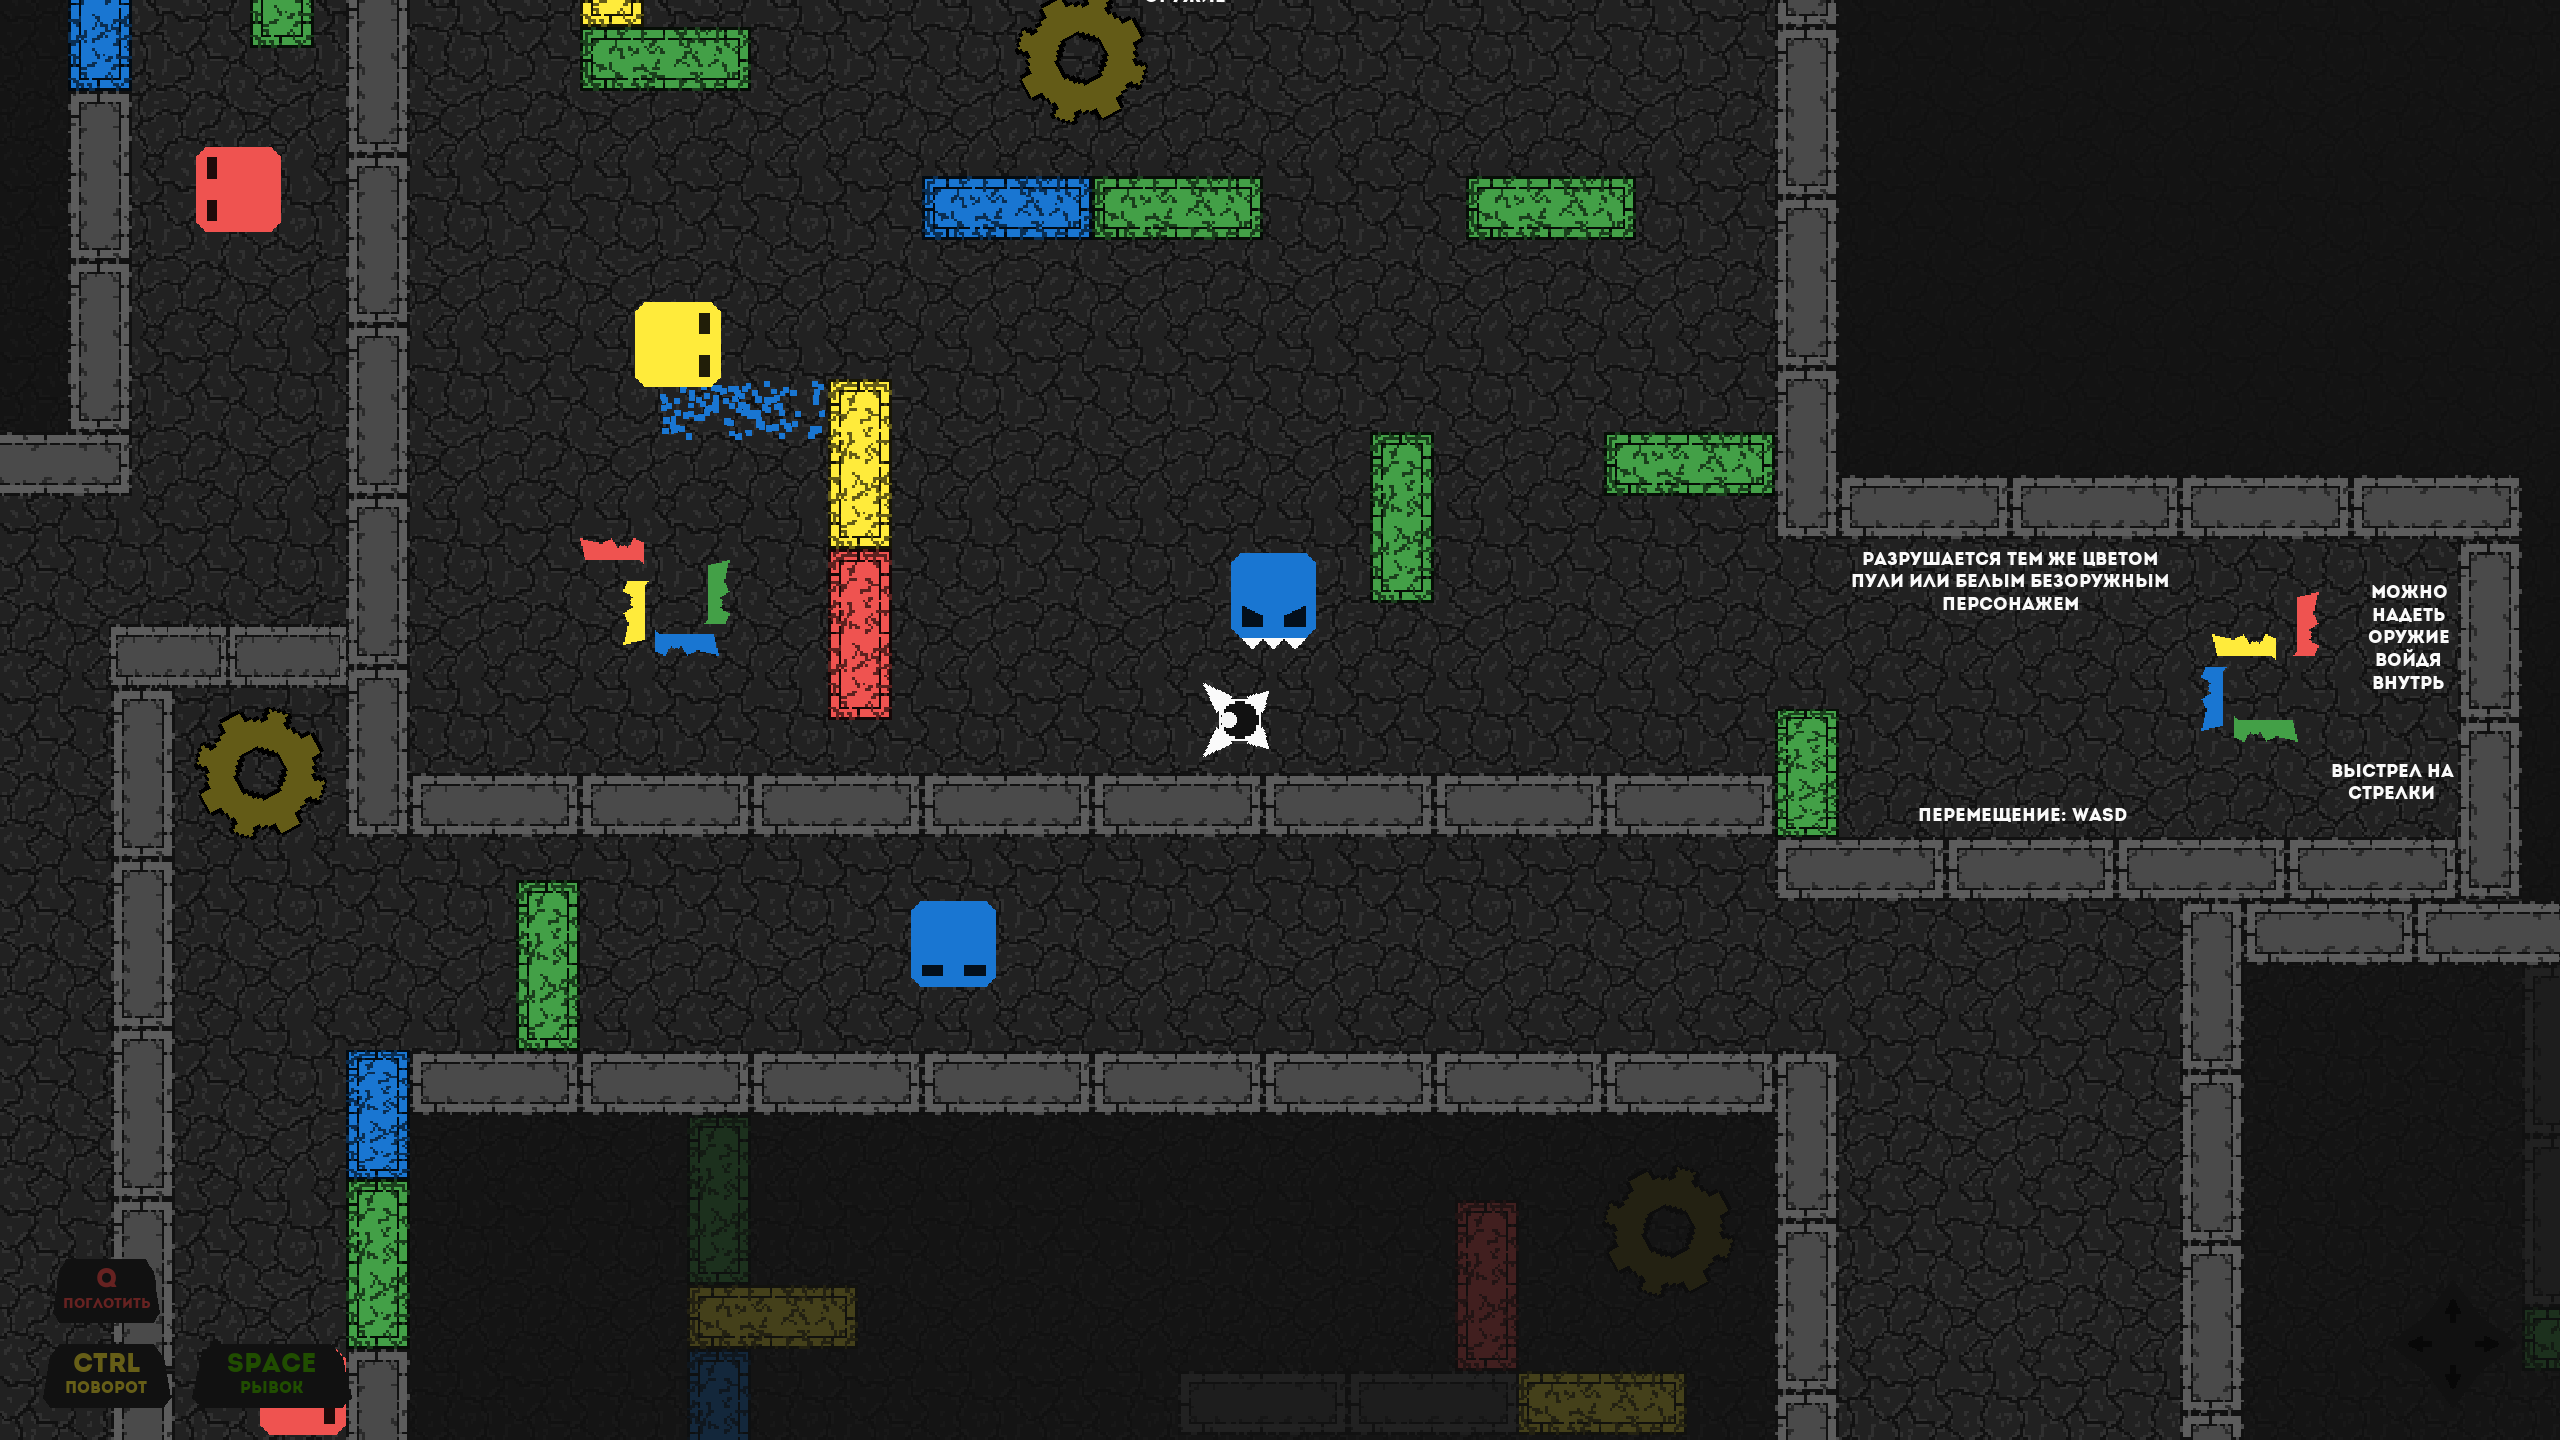 РАЗРУШАЕТСЯ ТЕМ ЖЕ ЦВЕТОМ
ПУЛИ ИЛИ БЕЛЫМ БЕЗОРУЖНЫМ
ПЕРСОНАЖЕМ
МОЖНО
НАДЕТЬ
ОРУЖИЕ
ВОЙДЯ
ВНУТРЬ
ВЫСТРЕЛ НА
СТРЕЛКИ
ПЕРЕМЕЩЕНИЕ: WASD
Q
ПОГЛОТИТЬ
CTRL
ПОВОРОТ
SPACE
РЫВОК